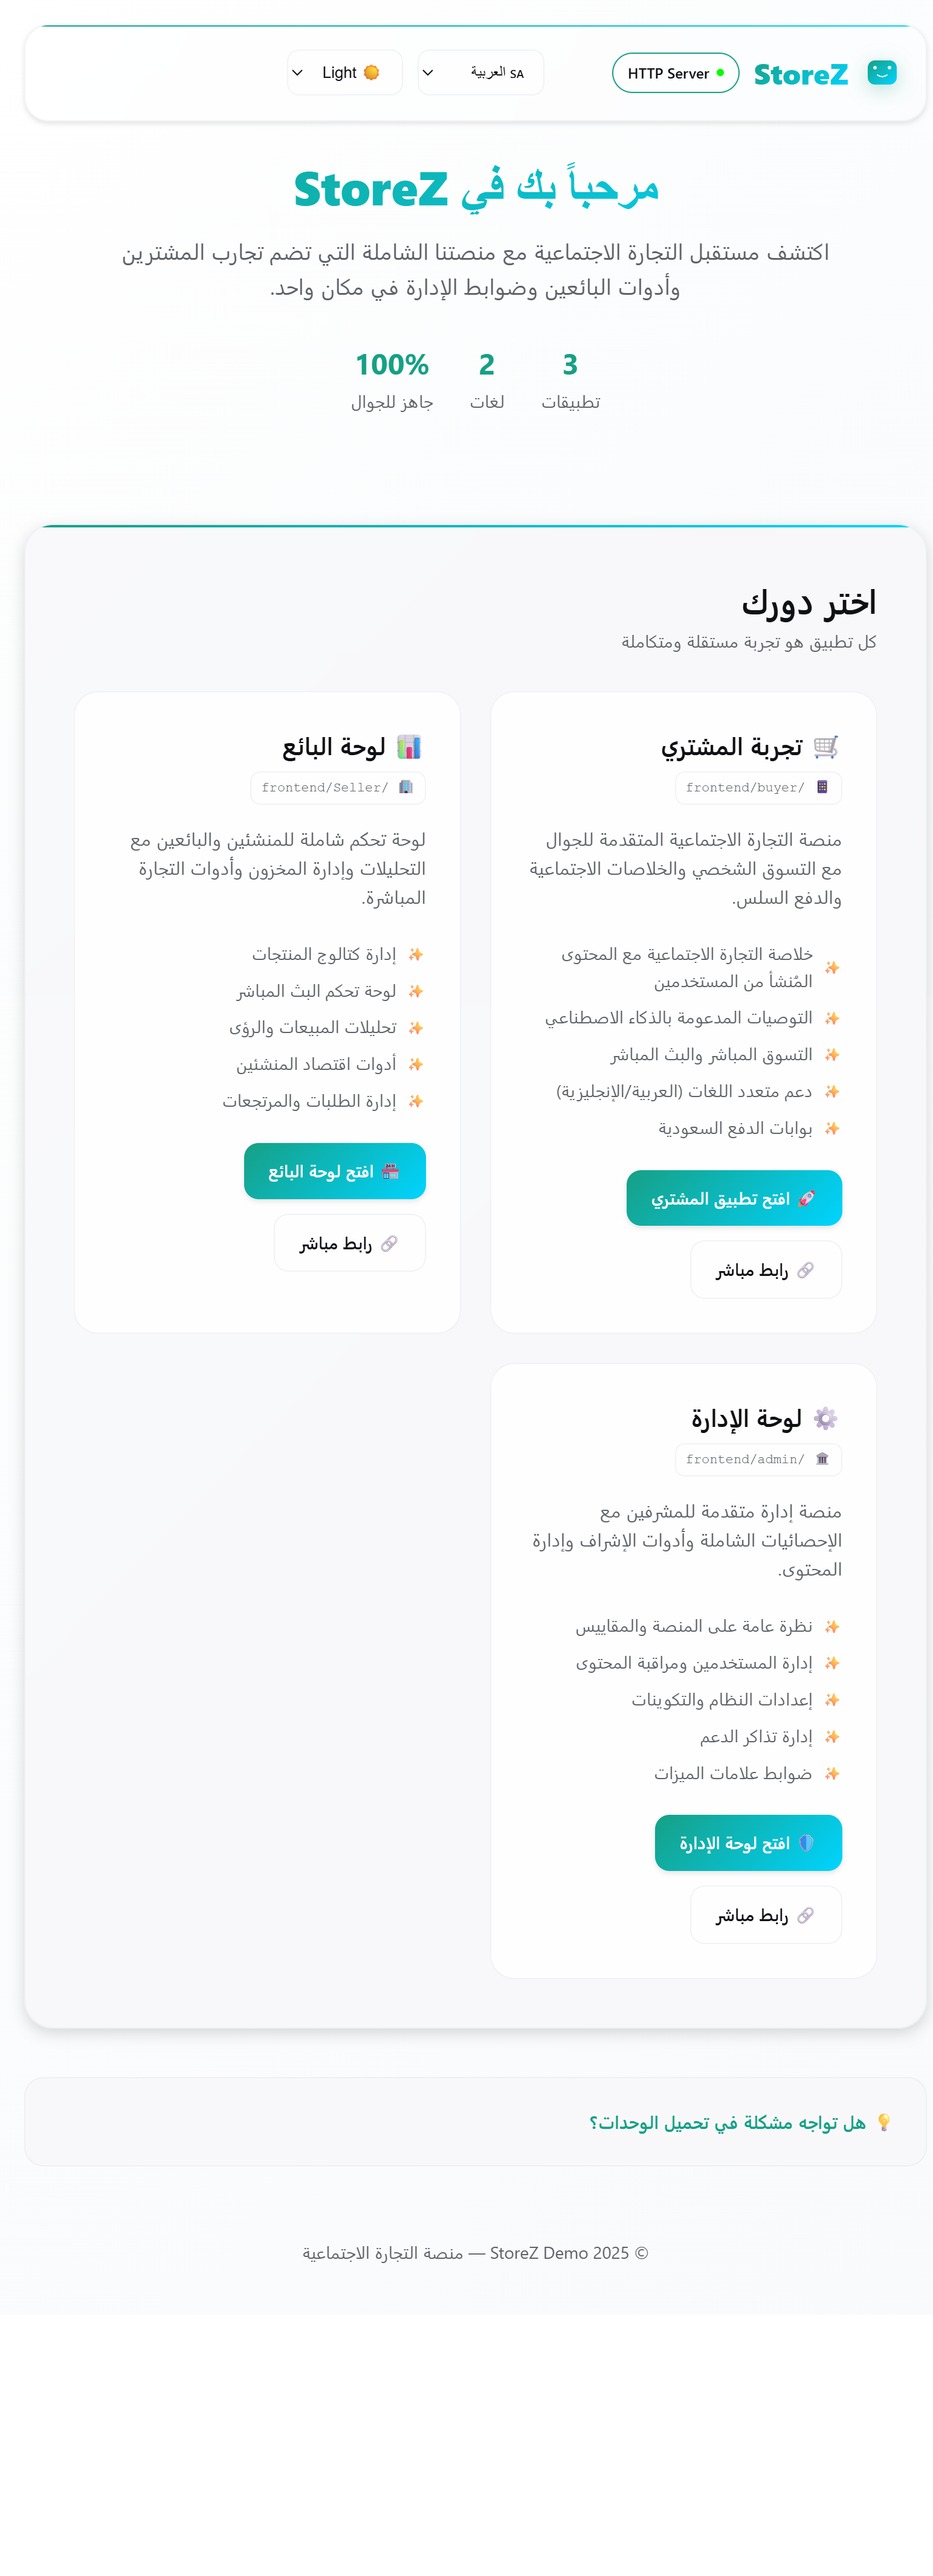 StoreZ
HTTP Server
SA العربية
Light
مرحباً بك في StoreZ
اكتشف مستقبل التجارة الاجتماعية مع منصتنا الشاملة التي تضم تجارب المشترين
وأدوات البائعين وضوابط الإدارة في مكان واحد.
3
تطبيقات
2
لغات
100%
جاهز للجوال
اختر دورك
كل تطبيق هو تجربة مستقلة ومتكاملة
تجربة المشتري
frontend/buyer/
منصة التجارة الاجتماعية المتقدمة للجوال
مع التسوق الشخصي والخلاصات الاجتماعية
والدفع السلس.
خلاصة التجارة الاجتماعية مع المحتوى
المُنشأ من المستخدمين
التوصيات المدعومة بالذكاء الاصطناعي
التسوق المباشر والبث المباشر
دعم متعدد اللغات (العربية/الإنجليزية)
بوابات الدفع السعودية
افتح تطبيق المشتري
رابط مباشر
لوحة البائع
frontend/Seller/
لوحة تحكم شاملة للمنشئين والبائعين مع
التحليلات وإدارة المخزون وأدوات التجارة
المباشرة.
إدارة كتالوج المنتجات
لوحة تحكم البث المباشر
تحليلات المبيعات والرؤى
أدوات اقتصاد المنشئين
إدارة الطلبات والمرتجعات
افتح لوحة البائع
رابط مباشر
لوحة الإدارة
frontend/admin/
منصة إدارة متقدمة للمشرفين مع
الإحصائيات الشاملة وأدوات الإشراف وإدارة
المحتوى.
نظرة عامة على المنصة والمقاييس
إدارة المستخدمين ومراقبة المحتوى
إعدادات النظام والتكوينات
إدارة تذاكر الدعم
ضوابط علامات الميزات
افتح لوحة الإدارة
رابط مباشر
هل تواجه مشكلة في تحميل الوحدات؟
© 2025 StoreZ Demo — منصة التجارة الاجتماعية